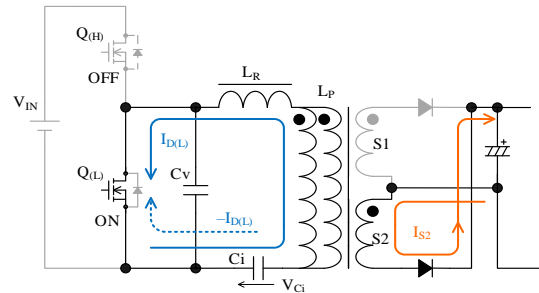 Q(H)
OFF
LR
LP
VIN
ID(L)
S1
Q(L)
Cv
ON
−ID(L)
S2
IS2
Ci
VCi
+